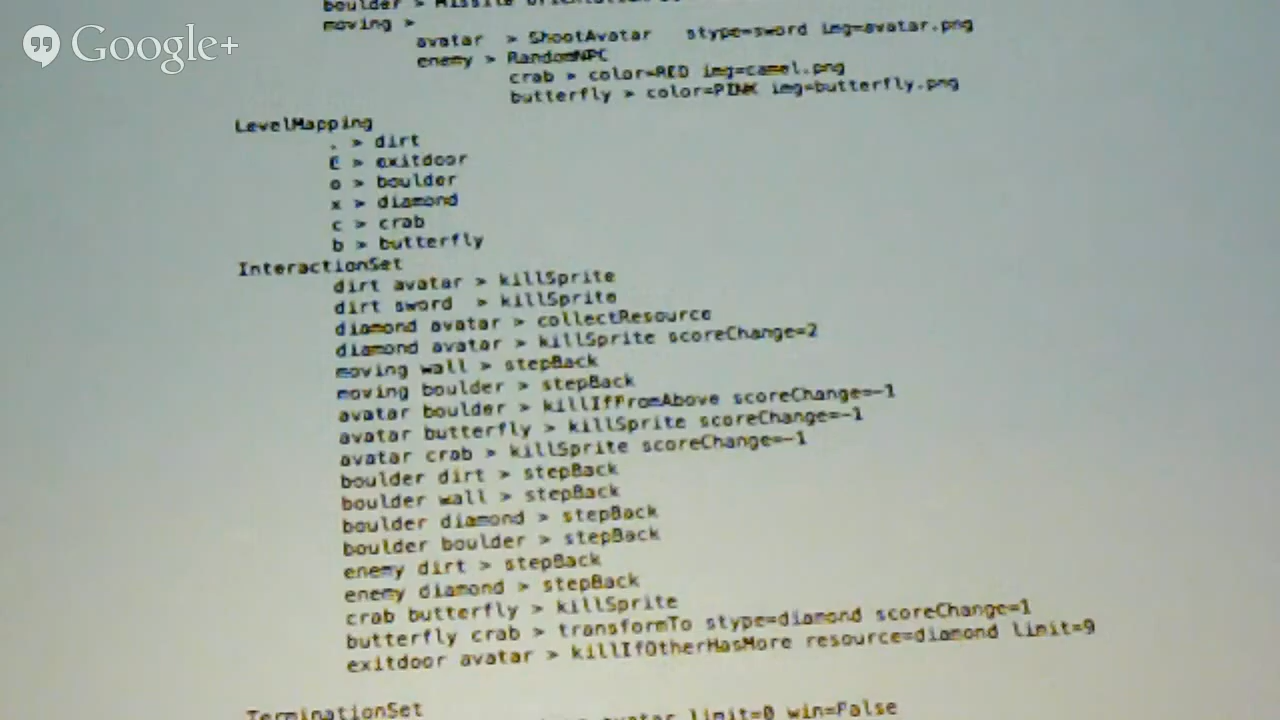 Google+
boulder > Missile
moving >
avatar > ShootAvatar stype=sword img=avatar.png
enemy > RandomNPC
crab > color=RED img=camel.png
butterfly > color=PINK img=butterfly.png
LevelMapping
. > dirt
E > exitdoor
o > boulder
x > diamond
c > crab
b > butterfly
InteractionSet
dirt avatar > killSprite
dirt sword > killSprite
diamond avatar > collectResource
diamond avatar > killSprite scoreChange=2
moving wall > stepBack
moving boulder > stepBack
avatar boulder > killIfFromAbove scoreChange=-1
avatar butterfly > killSprite scoreChange=-1
avatar crab > killSprite scoreChange=-1
boulder dirt > stepBack
boulder wall > stepBack
boulder diamond > stepBack
boulder boulder > stepBack
enemy dirt > stepBack
enemy diamond > stepBack
crab butterfly > killSprite
butterfly crab > transformTo stype=diamond scoreChange=1
exitdoor avatar > killIfOtherHasMore resource=diamond limit=9
TerminationSet
avatar limit=0 win=False